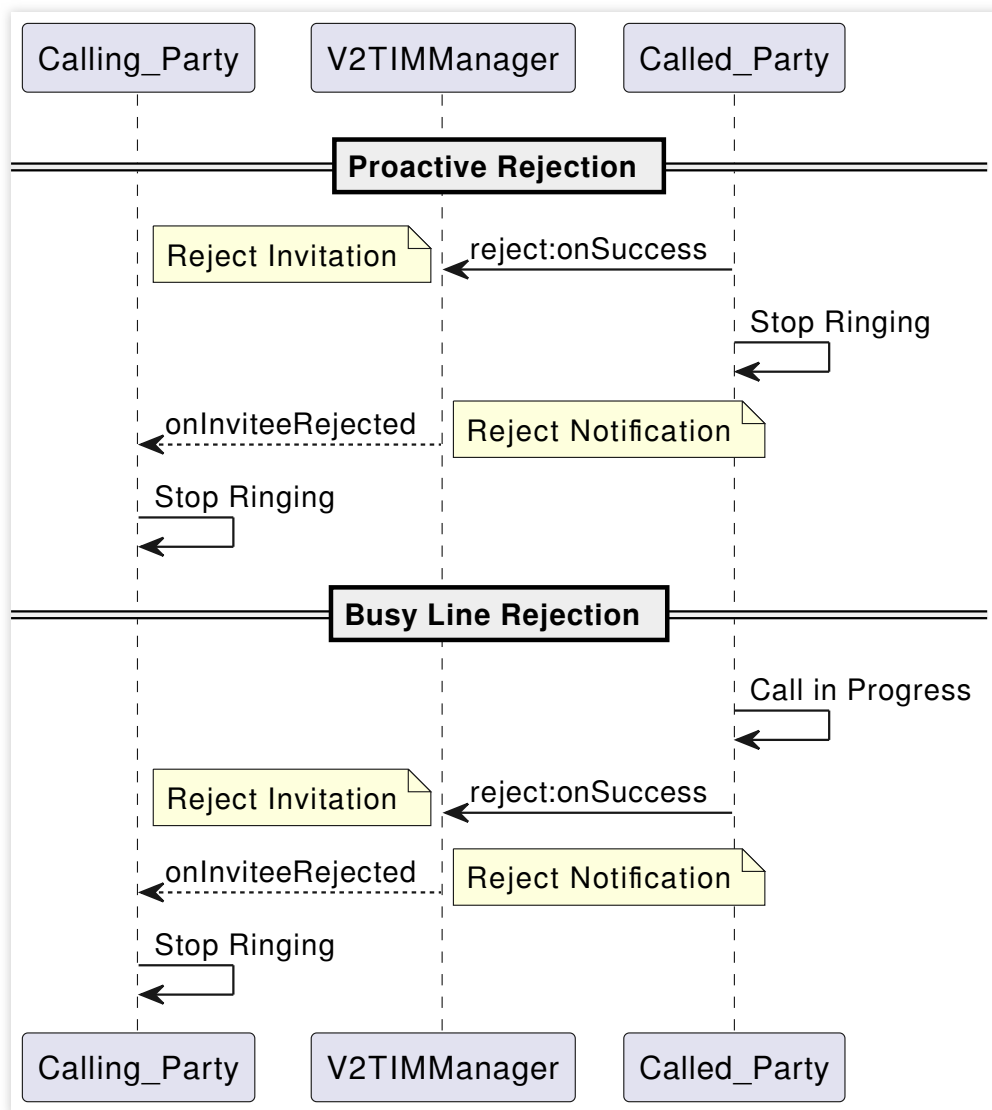 Calling_Party
V2TIMManager
Called_Party
Proactive Rejection
Reject Invitation
reject:onSuccess
Stop Ringing
onInviteeRejected
Reject Notification
Stop Ringing
Busy Line Rejection
Call in Progress
Reject Invitation
reject:onSuccess
onInviteeRejected
Reject Notification
Stop Ringing
Calling_Party
V2TIMManager
Called_Party